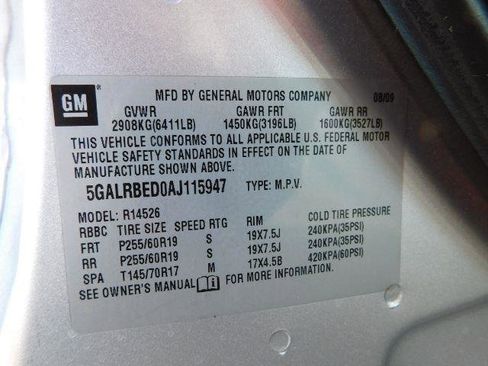 GM
MFD BY GENERAL MOTORS COMPANY 08/09
GVWR GAWR FRT GAWR RR
2908KG(6411LB) 1450KG(3196LB) 1600KG(3527LB)
THIS VEHICLE CONFORMS TO ALL APPLICABLE U.S. FEDERAL MOTOR
VEHICLE SAFETY STANDARDS IN EFFECT ON THE DATE OF
MANUFACTURE SHOWN ABOVE.
5GALRBED0AJ115947 TYPE: M.P.V.
MODEL: R14526
RBBC TIRE SIZE SPEED RTG RIM COLD TIRE PRESSURE
FRT P255/60R19 S 19X7.5J 240KPA(35PSI)
RR P255/60R19 S 19X7.5J 240KPA(35PSI)
SPA T145/70R17 M 17X4.5B 420KPA(60PSI)
SEE OWNER'S MANUAL FOR MORE INFORMATION